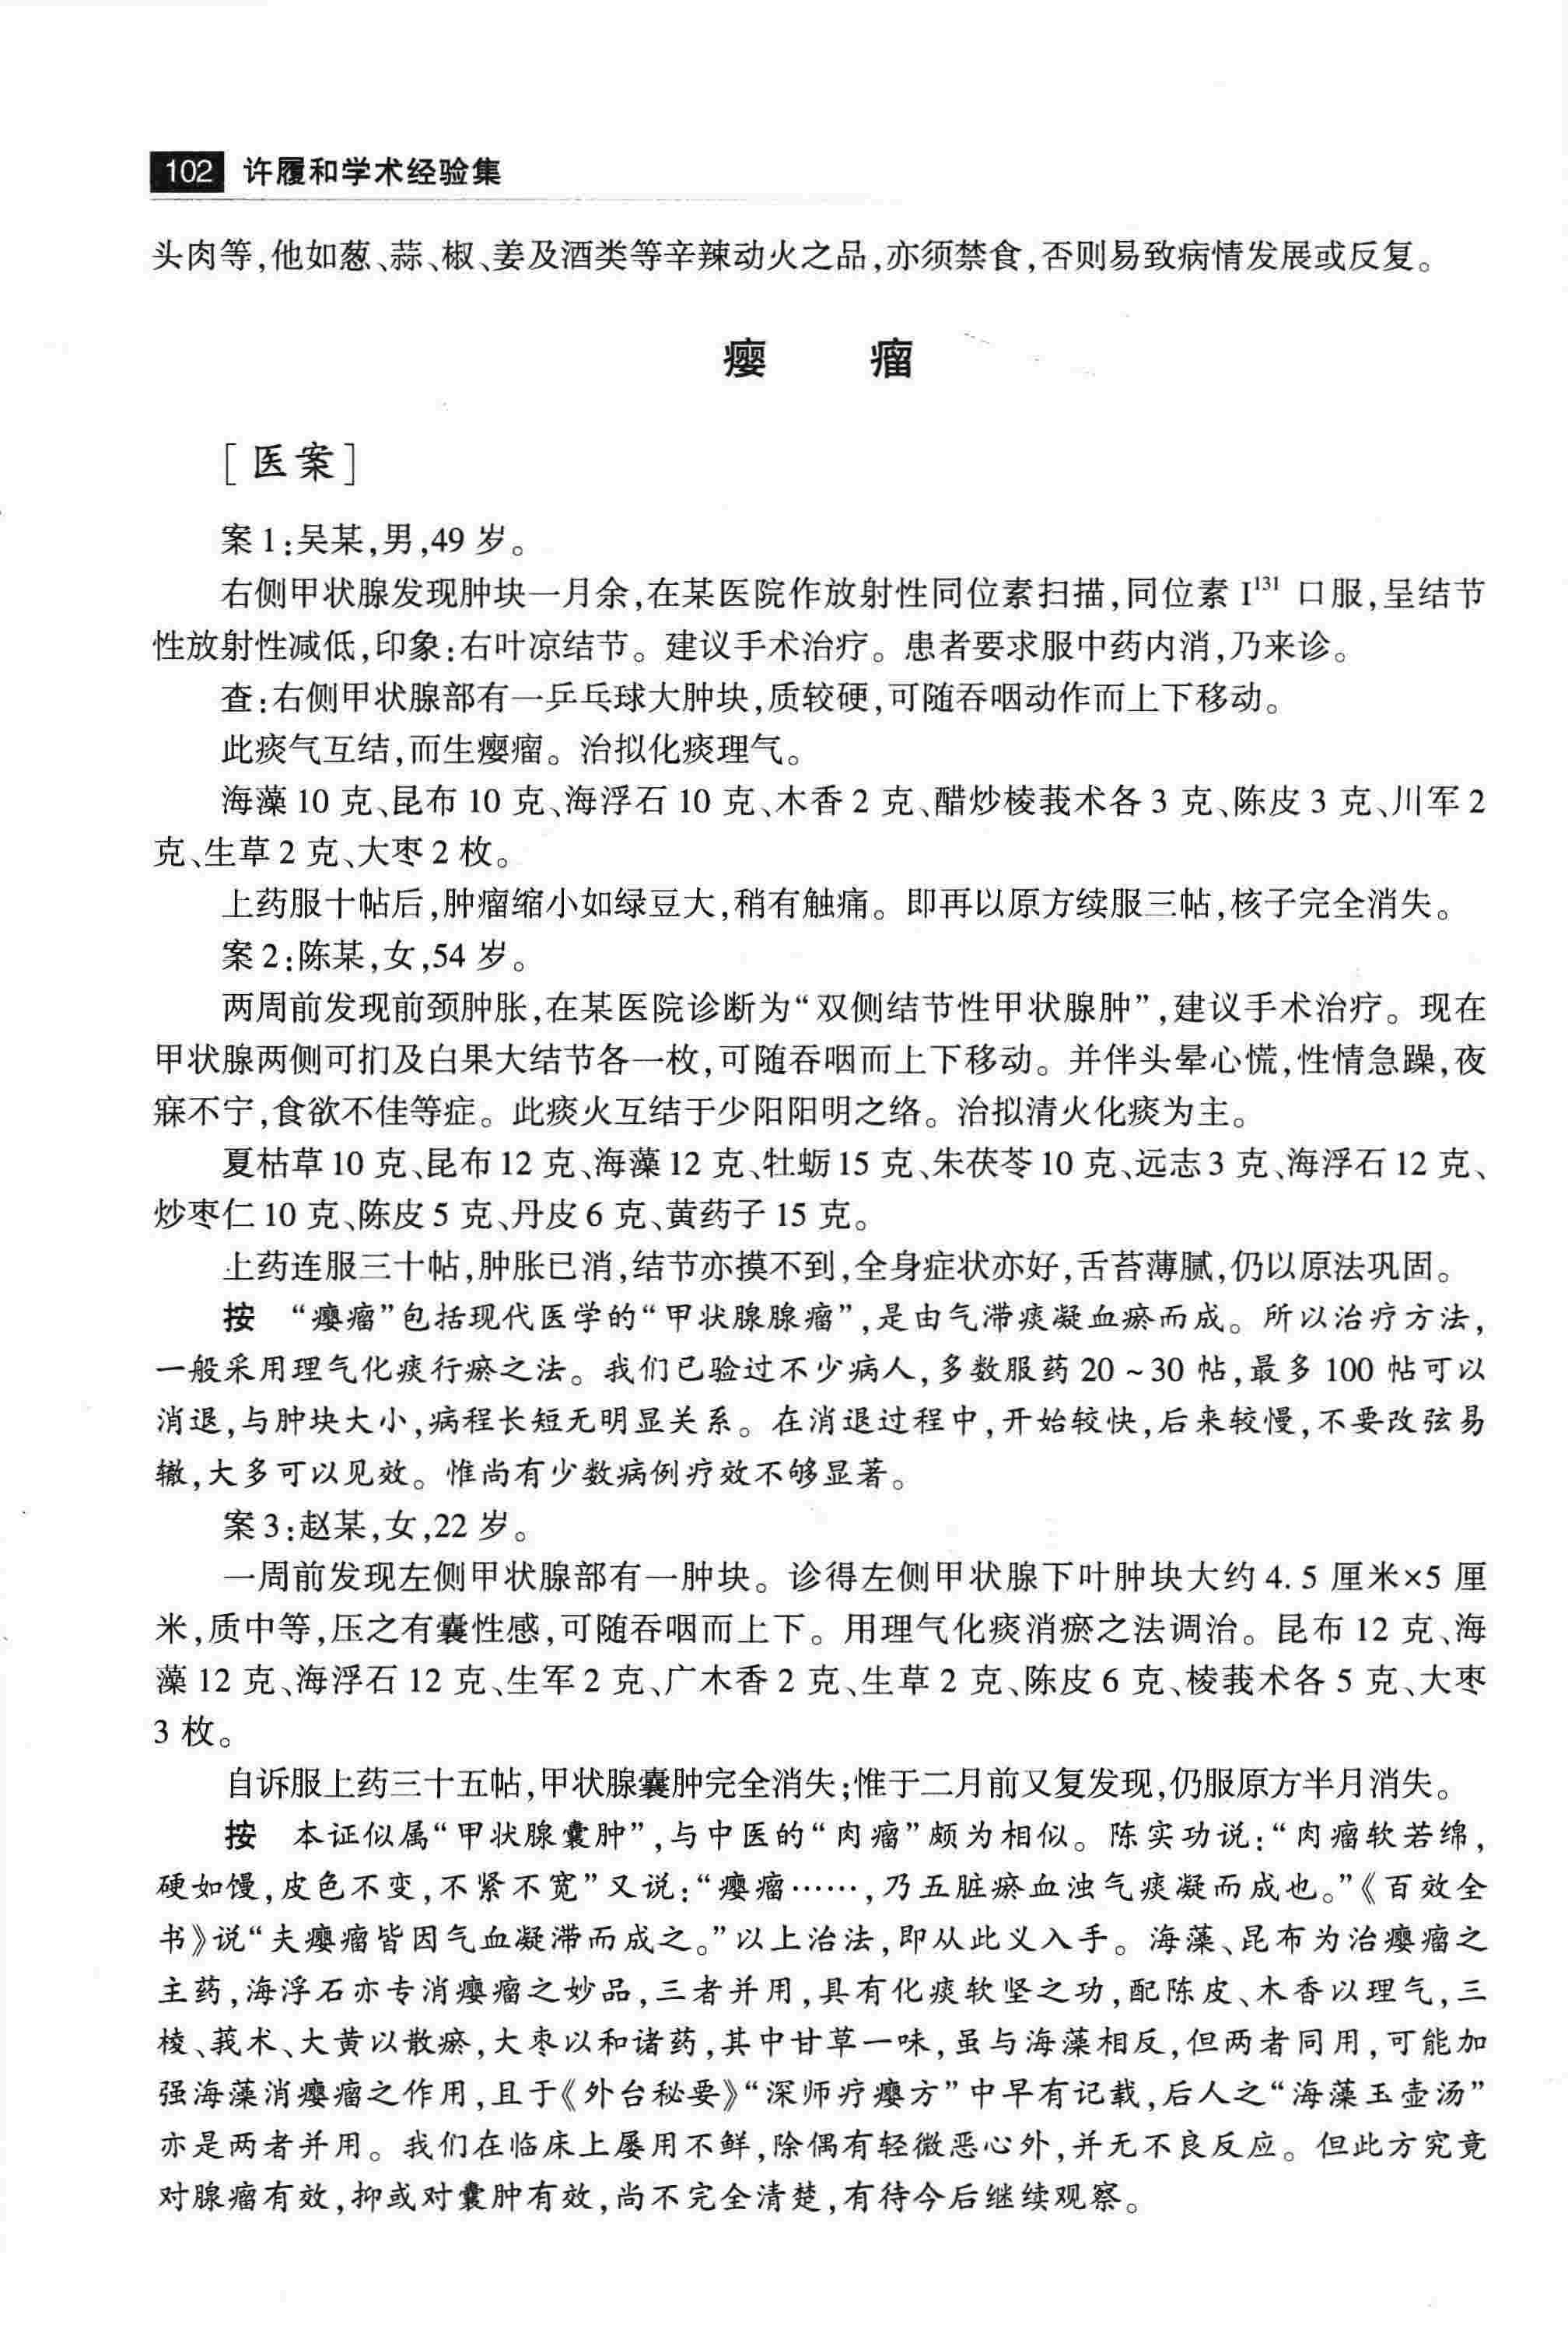 102 许履和学术经验集
头肉等,他如葱、蒜、椒、姜及酒类等辛辣动火之品,亦须禁食,否则易致病情发展或反复。
瘿 瘤
[医案]
案1:吴某,男,49岁。
右侧甲状腺发现肿块一月余,在某医院作放射性同位素扫描,同位素 I¹³¹ 口服,呈结节
性放射性减低,印象:右叶凉结节。建议手术治疗。患者要求服中药内消,乃来诊。
查:右侧甲状腺部有一乒乓球大肿块,质较硬,可随吞咽动作而上下移动。
此痰气互结,而生瘿瘤。治拟化痰理气。
海藻 10 克、昆布 10 克、海浮石 10 克、木香 2 克、醋炒棱莪术各 3 克、陈皮 3 克、川军 2
克、生草 2 克、大枣 2 枚。
上药服十帖后,肿瘤缩小如绿豆大,稍有触痛。即再以原方续服三帖,核子完全消失。
案2:陈某,女,54岁。
两周前发现前颈肿胀,在某医院诊断为“双侧结节性甲状腺肿”,建议手术治疗。现在
甲状腺两侧可扪及白果大结节各一枚,可随吞咽而上下移动。并伴头晕心慌,性情急躁,夜
寐不宁,食欲不佳等症。此痰火互结于少阳阳明之络。治拟清火化痰为主。
夏枯草 10 克、昆布 12 克、海藻 12 克、牡蛎 15 克、朱茯苓 10 克、远志 3 克、海浮石 12 克、
炒枣仁 10 克、陈皮 5 克、丹皮 6 克、黄药子 15 克。
上药连服三十帖,肿胀已消,结节亦摸不到,全身症状亦好,舌苔薄腻,仍以原法巩固。
按 “瘿瘤”包括现代医学的“甲状腺腺瘤”,是由气滞痰凝血瘀而成。所以治疗方法,
一般采用理气化痰行瘀之法。我们已验过不少病人,多数服药 20~30 帖,最多 100 帖可以
消退,与肿块大小,病程长短无明显关系。在消退过程中,开始较快,后来较慢,不要改弦易
辙,大多可以见效。惟尚有少数病例疗效不够显著。
案3:赵某,女,22岁。
一周前发现左侧甲状腺部有一肿块。诊得左侧甲状腺下叶肿块大约 4.5 厘米×5 厘
米,质中等,压之有囊性感,可随吞咽而上下。用理气化痰消瘀之法调治。昆布 12 克、海
藻 12 克、海浮石 12 克、生军 2 克、广木香 2 克、生草 2 克、陈皮 6 克、棱莪术各 5 克、大枣
3 枚。
自诉服上药三十五帖,甲状腺囊肿完全消失;惟于二月前又复发现,仍服原方半月消失。
按 本证似属“甲状腺囊肿”,与中医的“肉瘤”颇为相似。陈实功说:“肉瘤软若绵,
硬如馒,皮色不变,不紧不宽”又说:“瘿瘤……,乃五脏瘀血浊气痰凝而成也。”《百效全
书》说“夫瘿瘤皆因气血凝滞而成之。”以上治法,即从此义入手。海藻、昆布为治瘿瘤之
主药,海浮石亦专消瘿瘤之妙品,三者并用,具有化痰软坚之功,配陈皮、木香以理气,三
棱、莪术、大黄以散瘀,大枣以和诸药,其中甘草一味,虽与海藻相反,但两者同用,可能加
强海藻消瘿瘤之作用,且于《外台秘要》“深师疗瘿方”中早有记载,后人之“海藻玉壶汤”
亦是两者并用。我们在临床上屡用不鲜,除偶有轻微恶心外,并无不良反应。但此方究竟
对腺瘤有效,抑或对囊肿有效,尚不完全清楚,有待今后继续观察。